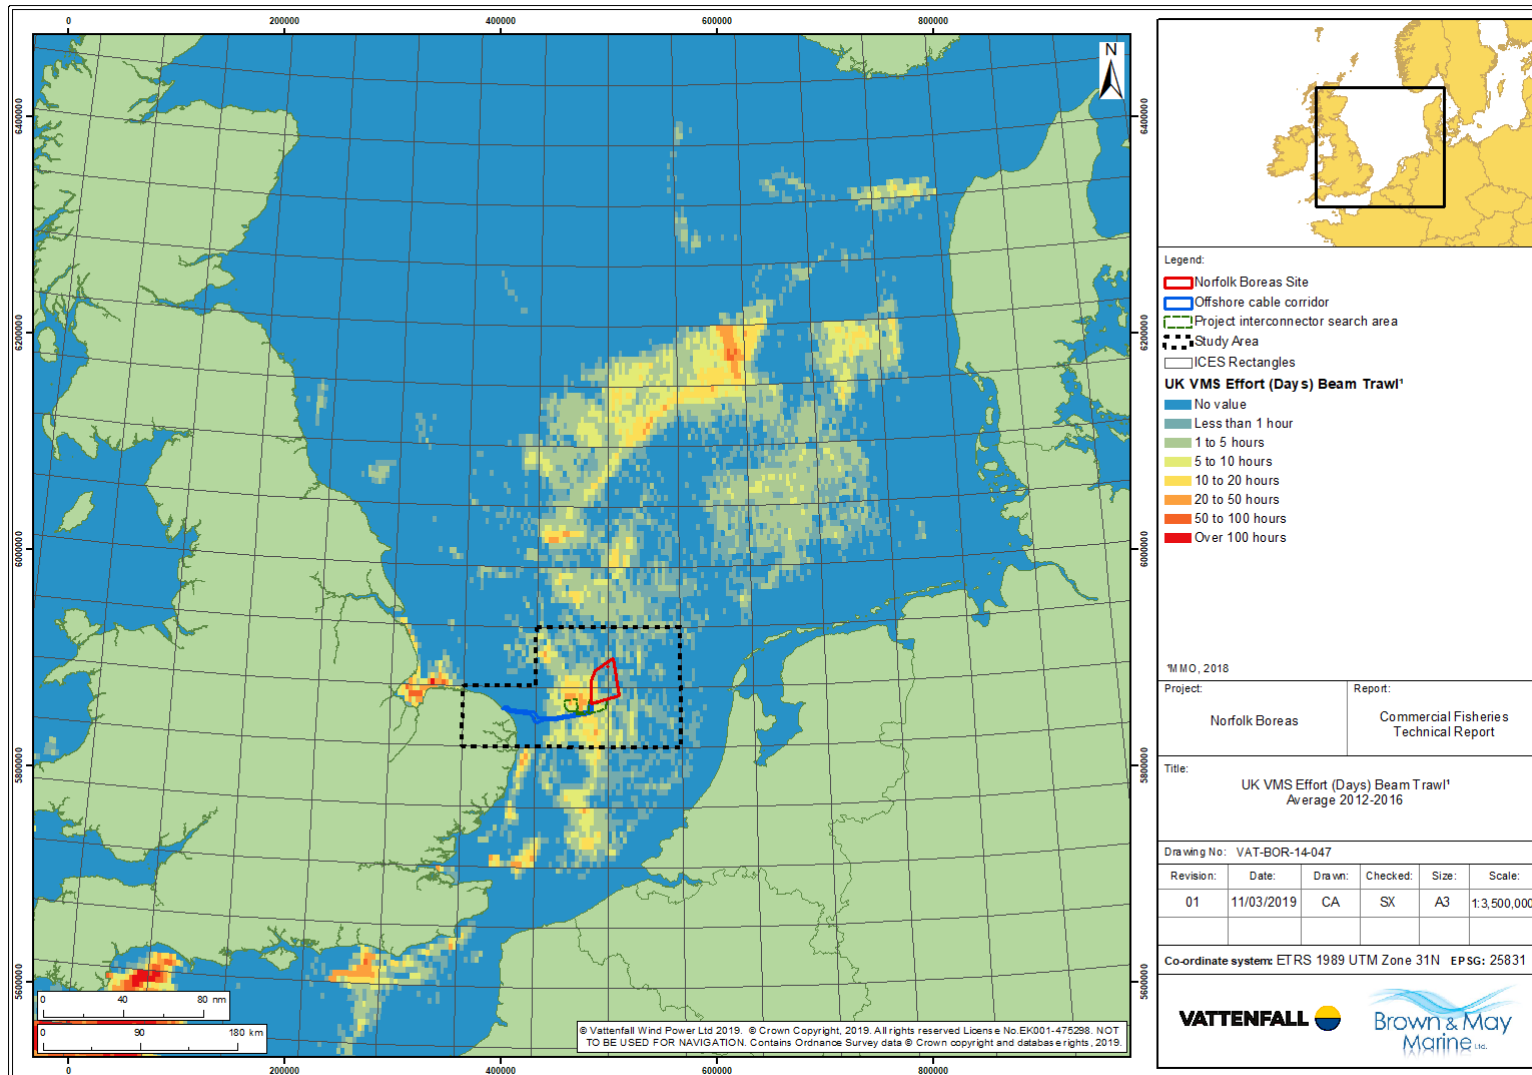 0 200000 400000 600000 800000
N
6400000 6400000
6200000 6200000
6000000 6000000
5800000 5800000
5600000 5600000
0 40 80 nm
0 90 180 km
© Vattenfall Wind Power Ltd 2019. © Crown Copyright, 2019. All rights reserved License No.EK001-475298. NOT
TO BE USED FOR NAVIGATION. Contains Ordnance Survey data © Crown copyright and database rights, 2019.
0 200000 400000 600000 800000
Legend:
Norfolk Boreas Site
Offshore cable corridor
Project interconnector search area
Study Area
ICES Rectangles
UK VMS Effort (Days) Beam Trawl¹
No value
Less than 1 hour
1 to 5 hours
5 to 10 hours
10 to 20 hours
20 to 50 hours
50 to 100 hours
Over 100 hours
¹MMO, 2018
Project: Report:
Norfolk Boreas Commercial Fisheries
Technical Report
Title:
UK VMS Effort (Days) Beam Trawl¹
Average 2012-2016
Drawing No: VAT-BOR-14-047
Revision: Date: Drawn: Checked: Size: Scale:
01 11/03/2019 CA SX A3 1:3,500,000
Co-ordinate system: ETRS 1989 UTM Zone 31N EPSG: 25831
VATTENFALL
Brown & May
Marine Ltd.